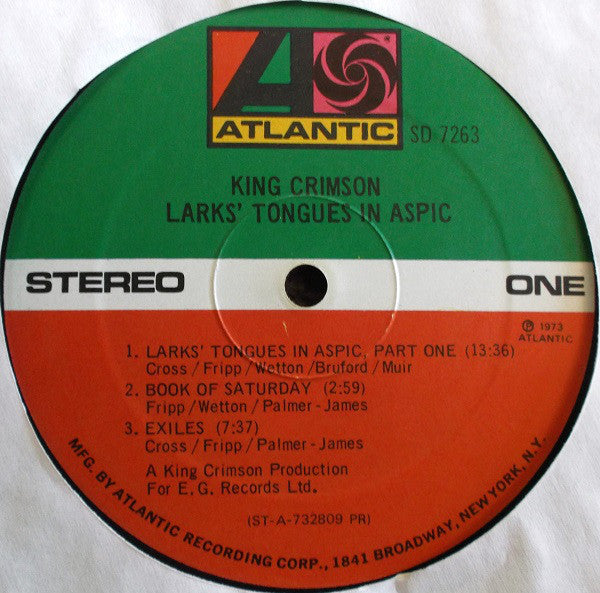 ATLANTIC
SD 7263
KING CRIMSON
LARKS' TONGUES IN ASPIC
STEREO
ONE
℗ 1973
ATLANTIC
1. LARKS' TONGUES IN ASPIC, PART ONE (13:36)
Cross/Fripp/Wetton/Bruford/Muir
2. BOOK OF SATURDAY (2:59)
Fripp/Wetton/Palmer-James
3. EXILES (7:37)
Cross/Fripp/Palmer-James
A King Crimson Production
For E.G. Records Ltd.
(ST-A-732809 PR)
MFG. BY ATLANTIC RECORDING CORP., 1841 BROADWAY, NEW YORK, N.Y.